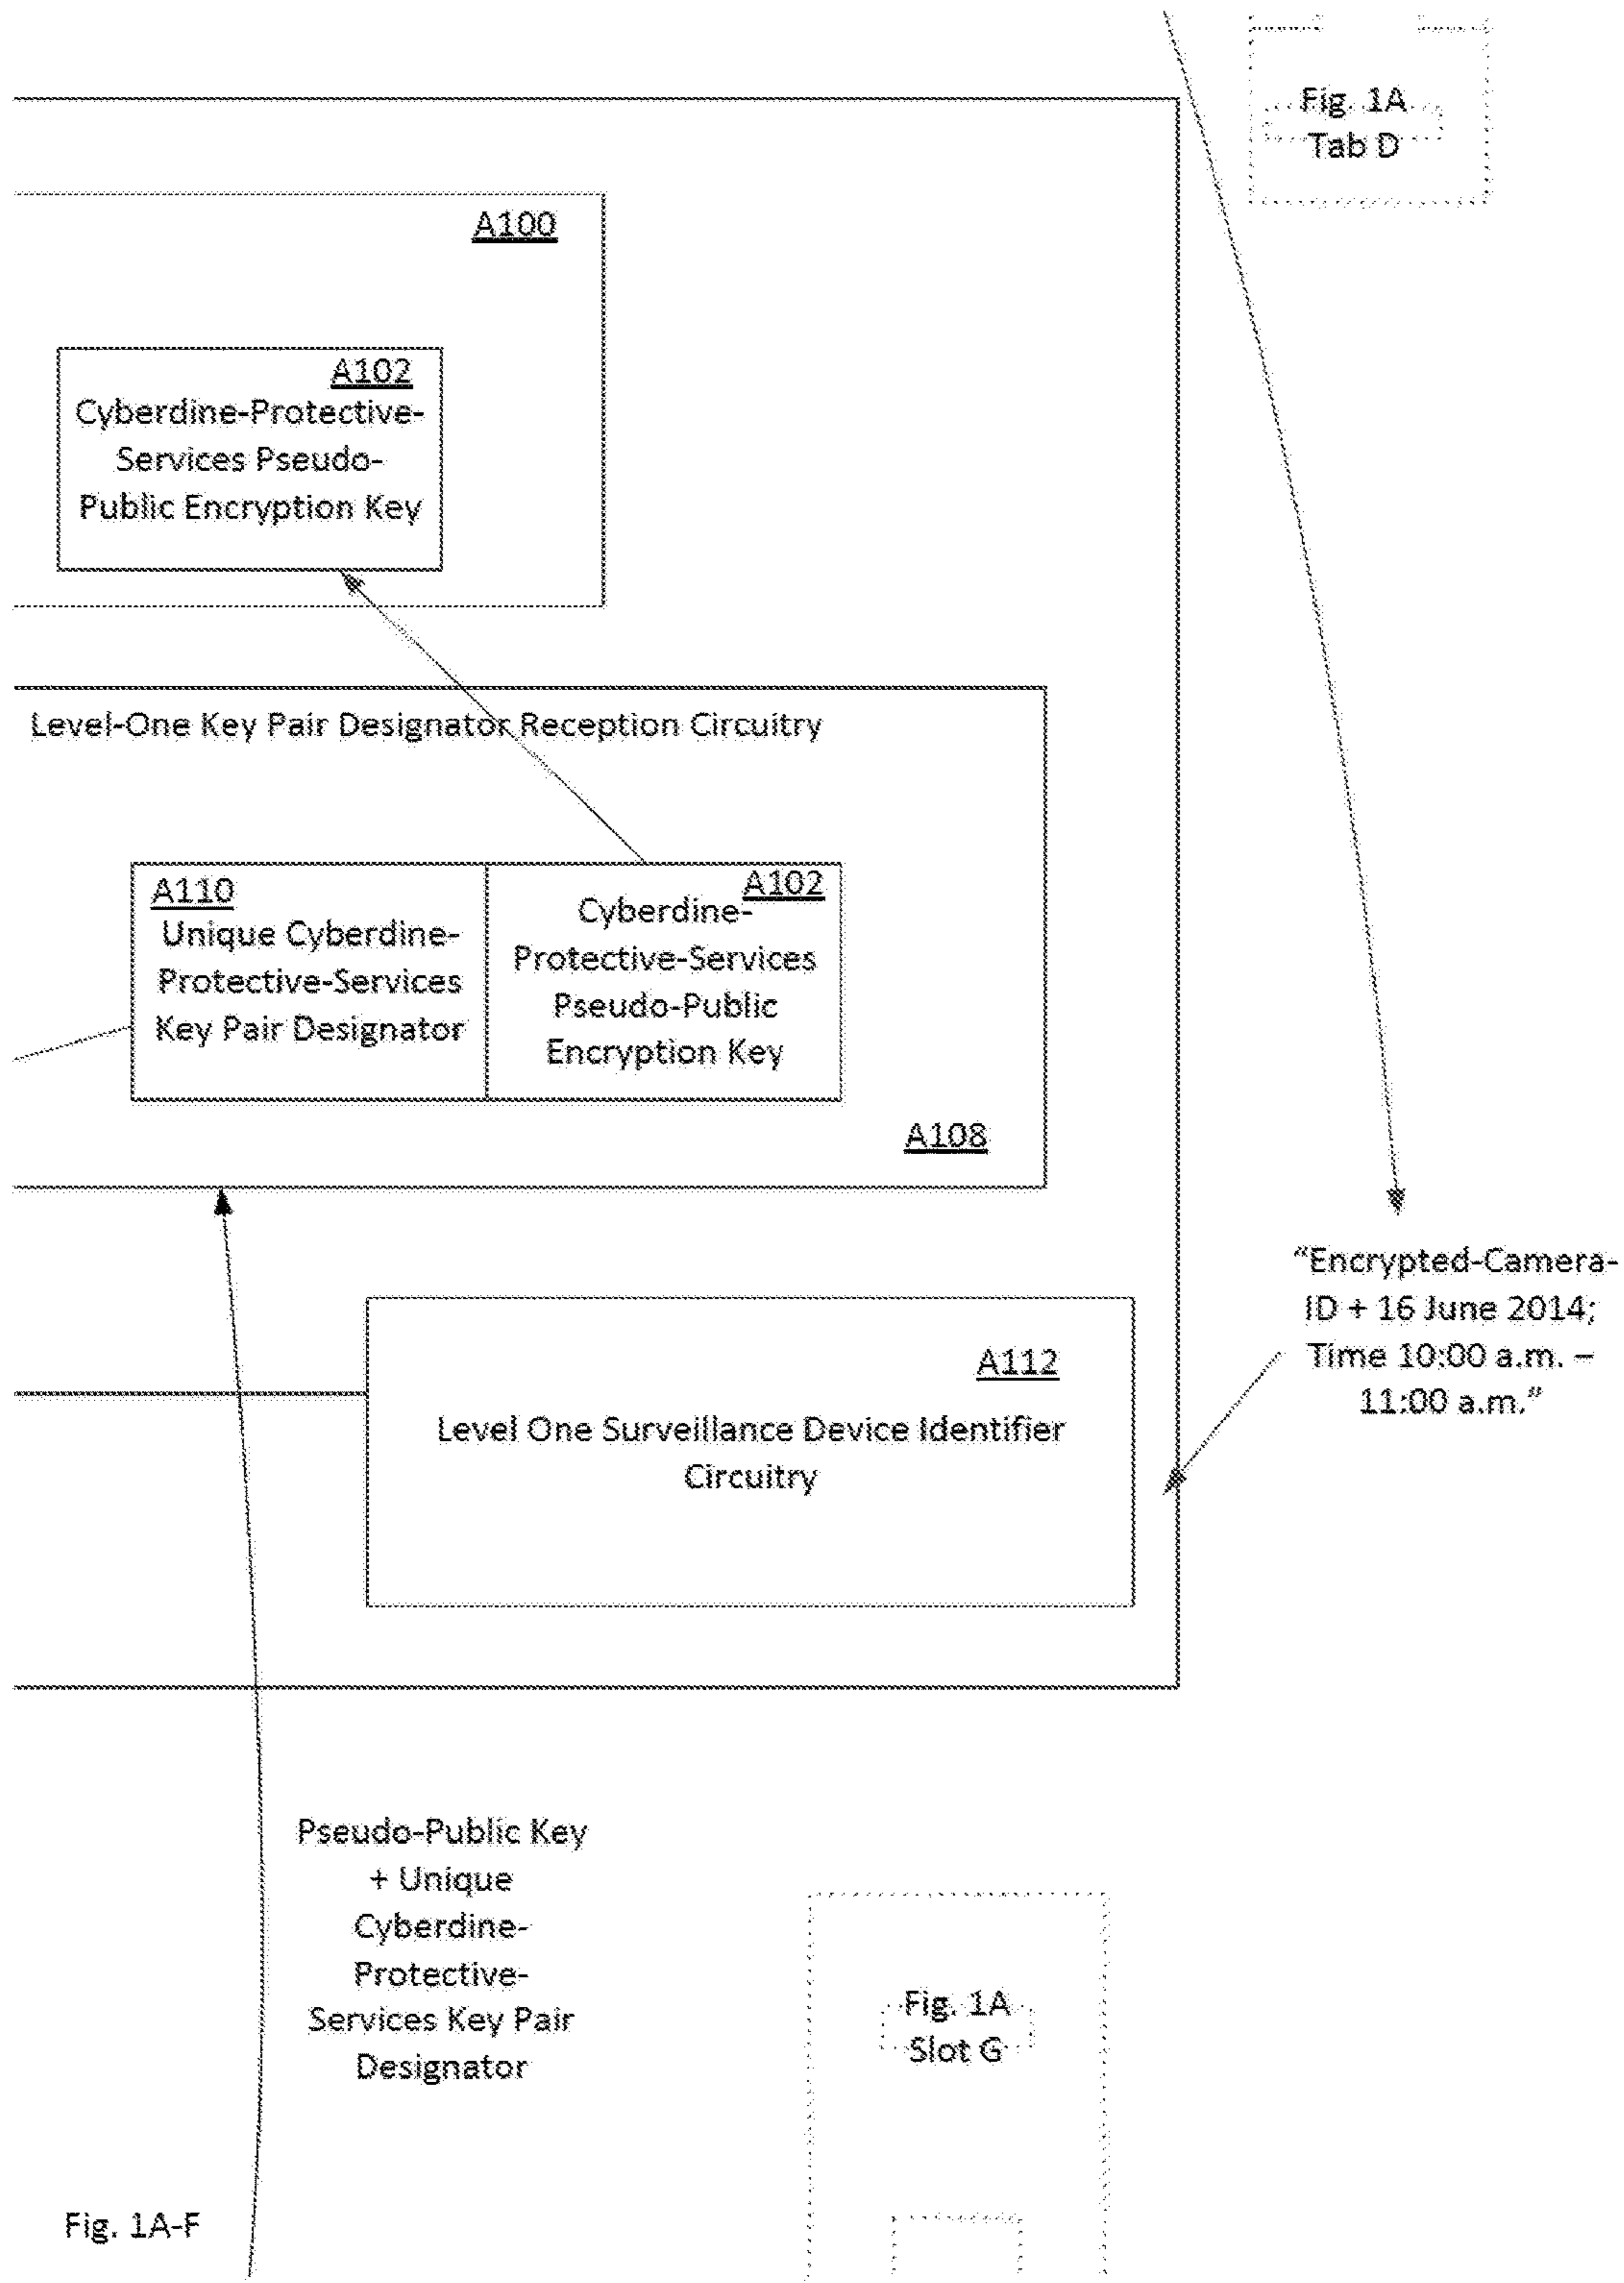 Fig. 1A
Tab D
A100
A102
Cyberdine-Protective-
Services Pseudo-
Public Encryption Key
Level-One Key Pair Designator Reception Circuitry
A110
Unique Cyberdine-
Protective-Services
Key Pair Designator
A102
Cyberdine-
Protective-Services
Pseudo-Public
Encryption Key
A108
“Encrypted-Camera-
ID + 16 June 2014;
Time 10:00 a.m. –
11:00 a.m.”
A112
Level One Surveillance Device Identifier
Circuitry
Pseudo-Public Key
+ Unique
Cyberdine-
Protective-
Services Key Pair
Designator
Fig. 1A
Slot G
Fig. 1A-F